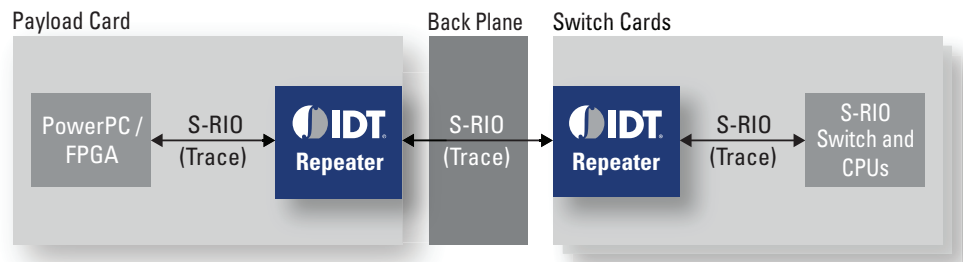 Payload Card
Back Plane
Switch Cards
PowerPC /
FPGA
S-RIO
(Trace)
IDT.
Repeater
S-RIO
(Trace)
IDT.
Repeater
S-RIO
(Trace)
S-RIO
Switch and
CPUs